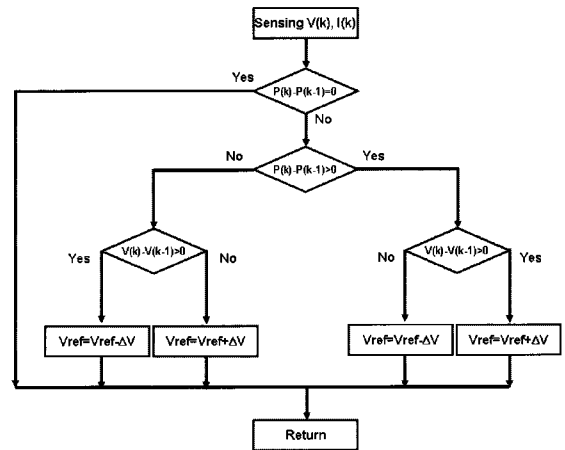 Sensing V(k), I(k)
Yes
P(k)-P(k-1)=0
No
No
P(k)-P(k-1)>0
Yes
Yes
V(k)-V(k-1)>0
No
No
V(k)-V(k-1)>0
Yes
Vref=Vref-ΔV
Vref=Vref+ΔV
Vref=Vref-ΔV
Vref=Vref+ΔV
Return